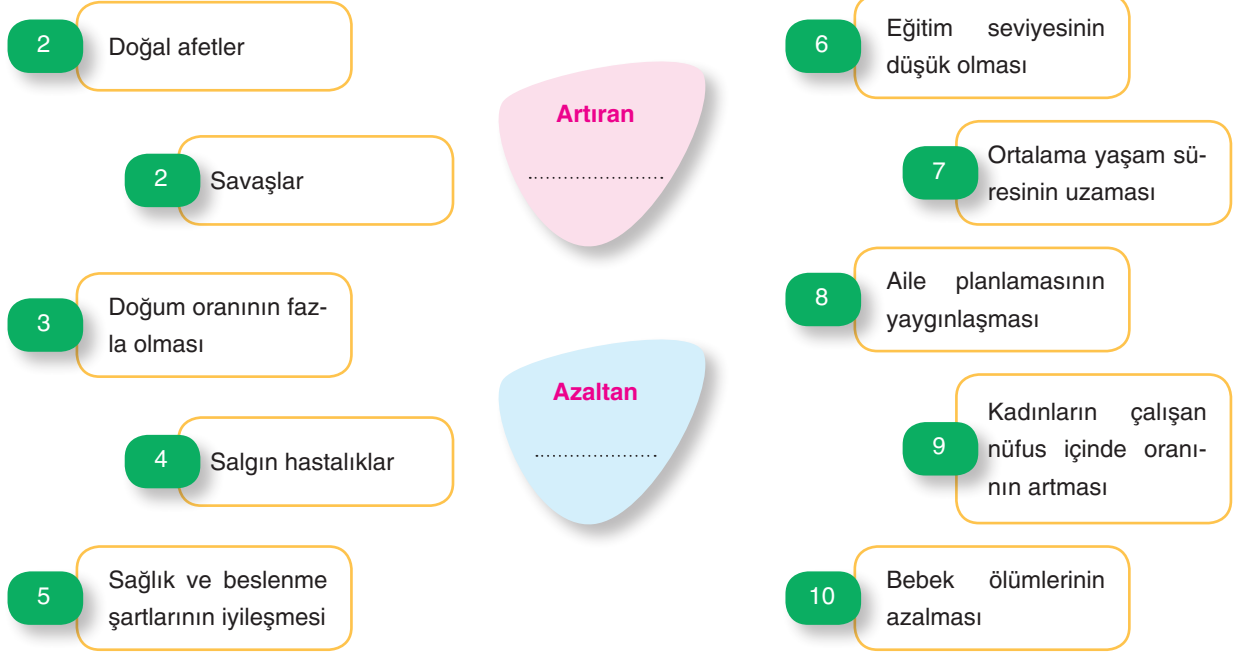 2
Doğal afetler
2
Savaşlar
3
Doğum oranının faz-
la olması
4
Salgın hastalıklar
5
Sağlık ve beslenme
şartlarının iyileşmesi
Artıran
........................
Azaltan
......................
6
Eğitim seviyesinin
düşük olması
7
Ortalama yaşam sü-
resinin uzaması
8
Aile planlamasının
yaygınlaşması
9
Kadınların çalışan
nüfus içinde oranı-
nın artması
10
Bebek ölümlerinin
azalması